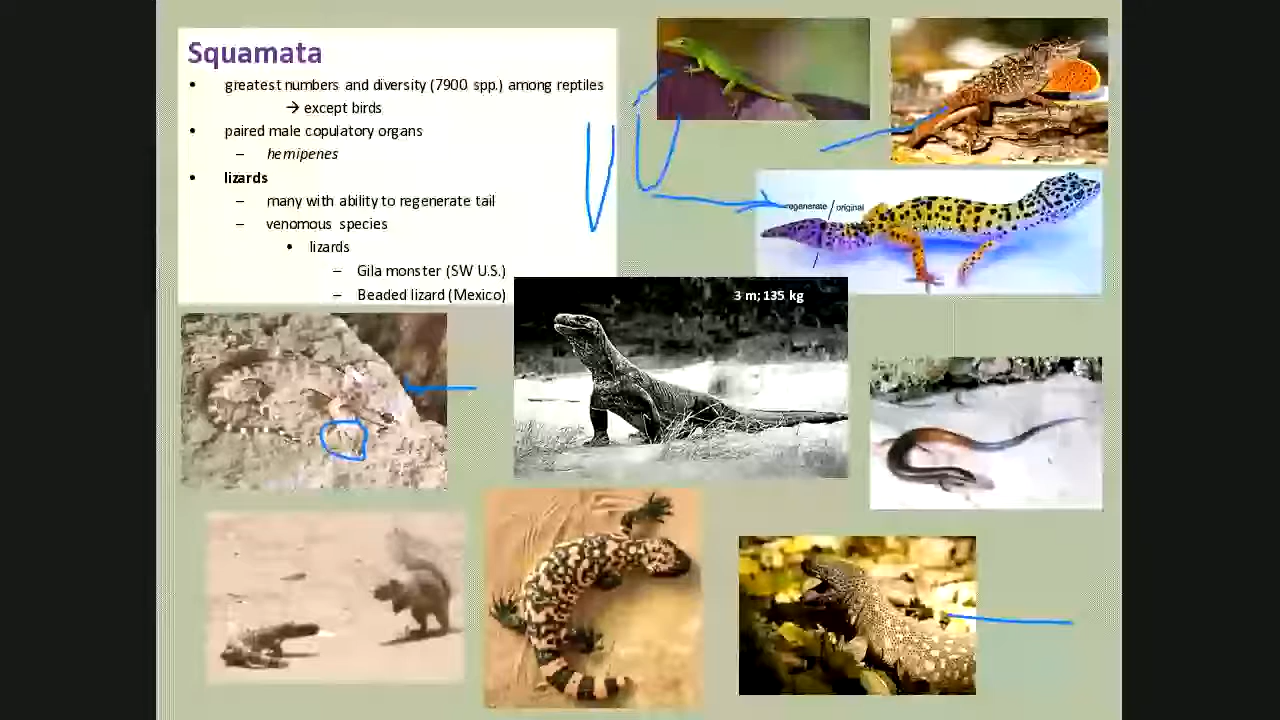 Squamata
• greatest numbers and diversity (7900 spp.) among reptiles
→ except birds
• paired male copulatory organs
– hemipenes
• lizards
– many with ability to regenerate tail
– venomous species
• lizards
– Gila monster (SW U.S.)
– Beaded lizard (Mexico)
regenerate / original
3 m; 135 kg